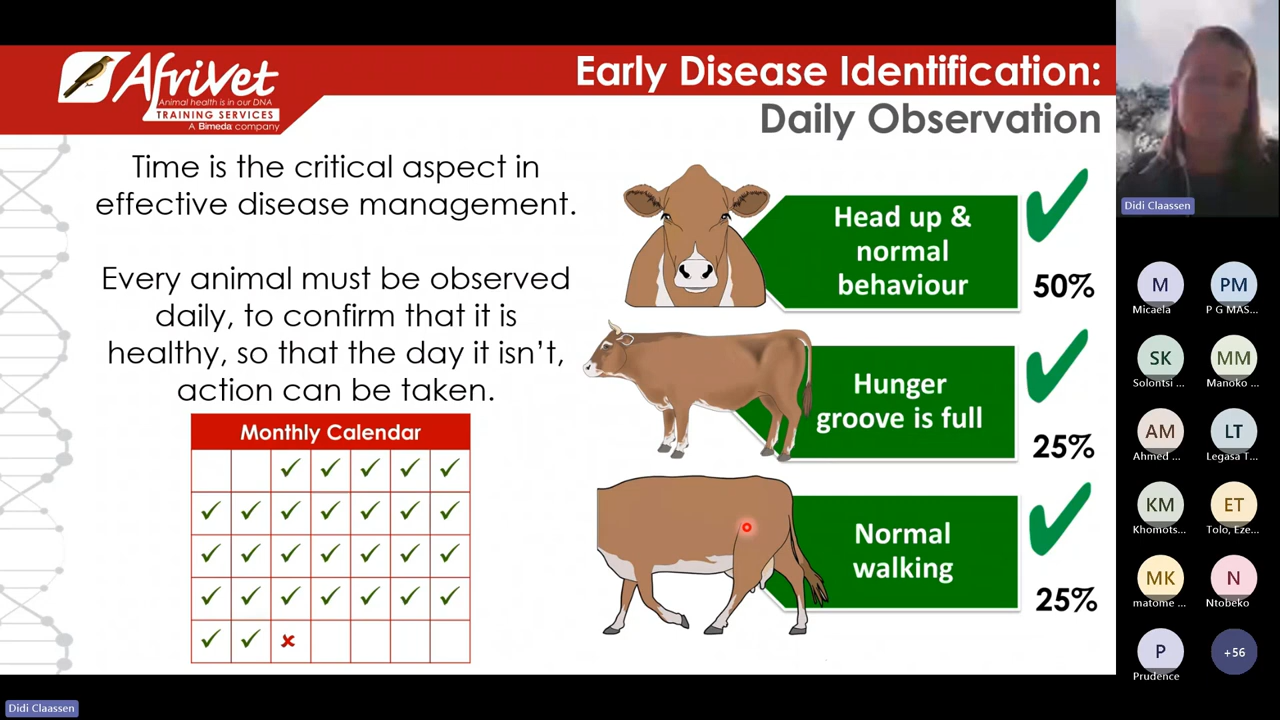 AfriVet
Animal health is in our DNA
TRAINING SERVICES
A Bimeda company
Early Disease Identification:
Daily Observation
Time is the critical aspect in
effective disease management.
Every animal must be observed
daily, to confirm that it is
healthy, so that the day it isn't,
action can be taken.
Monthly Calendar
Head up &
normal
behaviour
50%
Hunger
groove is full
25%
Normal
walking
25%
Didi Claassen
M
Micaela
PM
P G MAS...
SK
Solontsi ...
MM
Manoko ...
AM
Ahmed ...
LT
Legasa T...
KM
Khomots...
ET
Tolo, Eze...
MK
matome ...
N
Ntobeko
P
Prudence
+56
Didi Claassen